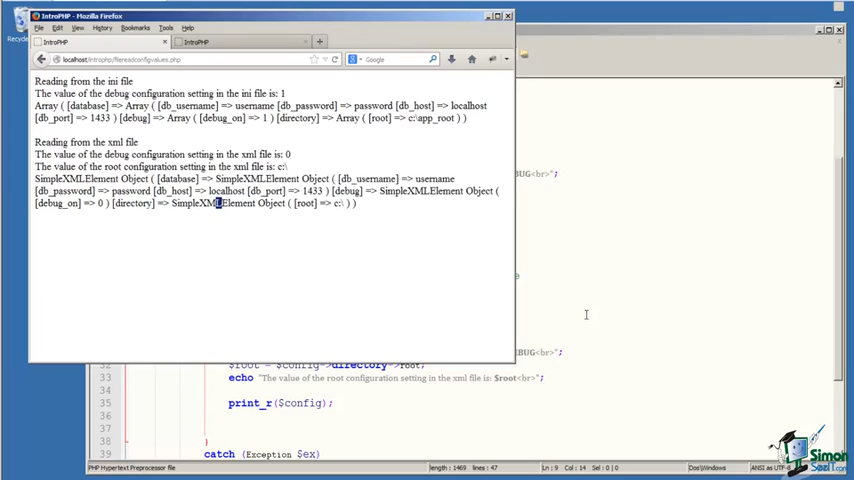 IntroPHP - Mozilla Firefox
File Edit View History Bookmarks Tools Help
IntroPHP
IntroPHP
localhost/introphp/filereadconfigvalues.php
Google
Reading from the ini file
The value of the debug configuration setting in the ini file is: 1
Array ( [database] => Array ( [db_username] => username [db_password] => password [db_host] => localhost
[db_port] => 1433 ) [debug] => Array ( [debug_on] => 1 ) [directory] => Array ( [root] => c:\app_root ) )
Reading from the xml file
The value of the debug configuration setting in the xml file is: 0
The value of the root configuration setting in the xml file is: c:\
SimpleXMLElement Object ( [database] => SimpleXMLElement Object ( [db_username] => username
[db_password] => password [db_host] => localhost [db_port] => 1433 ) [debug] => SimpleXMLElement Object (
[debug_on] => 0 ) [directory] => SimpleXMLElement Object ( [root] => c:\ ) )
BUG<br>";
e
BUG<br>";
32 $root = $config->directory->root;
33 echo "The value of the root configuration setting in the xml file is: $root<br>";
34
35 print_r($config);
36
37
38 }
39 catch (Exception $ex)
PHP Hypertext Preprocessor file length : 1469 lines : 47 Ln : 9 Col : 14 Sel : 0 | 0 Dos\Windows ANSI as UTF-8
Simon